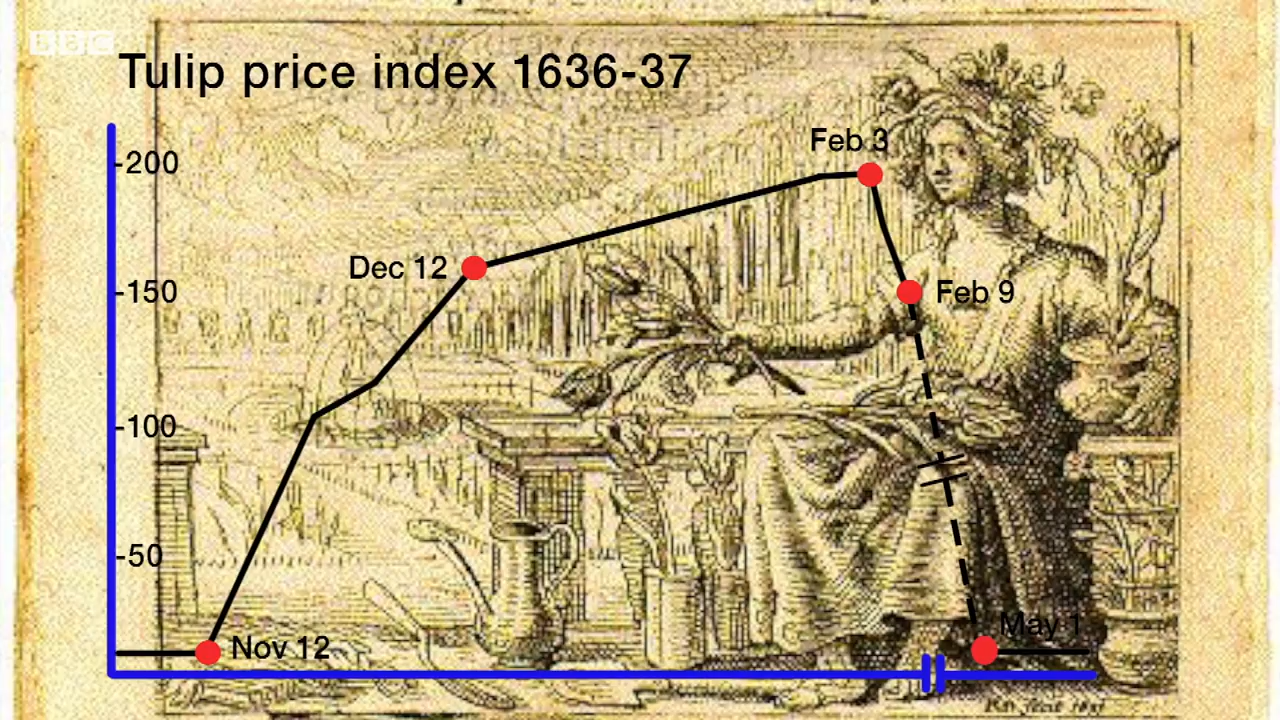 BBC
Tulip price index 1636-37
Feb 3
-200
Dec 12
-150
Feb 9
-100
-50
May 1
Nov 12